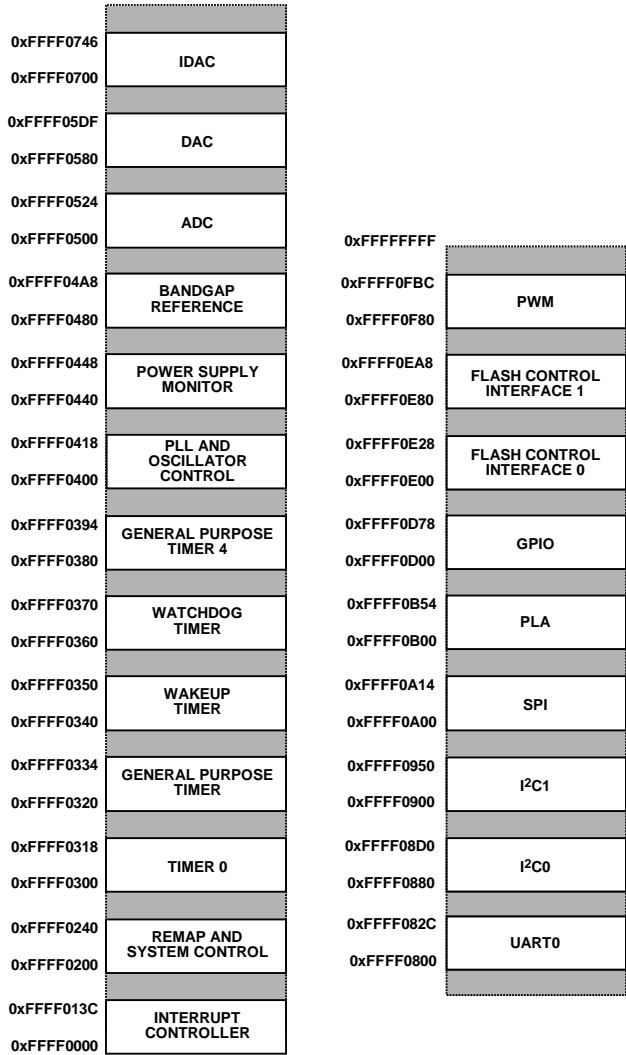 0xFFFF0746
IDAC
0xFFFF0700
0xFFFF05DF
DAC
0xFFFF0580
0xFFFF0524
ADC
0xFFFF0500
0xFFFF04A8
BANDGAP
REFERENCE
0xFFFF0480
0xFFFF0448
POWER SUPPLY
MONITOR
0xFFFF0440
0xFFFF0418
PLL AND
OSCILLATOR
CONTROL
0xFFFF0400
0xFFFF0394
GENERAL PURPOSE
TIMER 4
0xFFFF0380
0xFFFF0370
WATCHDOG
TIMER
0xFFFF0360
0xFFFF0350
WAKEUP
TIMER
0xFFFF0340
0xFFFF0334
GENERAL PURPOSE
TIMER
0xFFFF0320
0xFFFF0318
TIMER 0
0xFFFF0300
0xFFFF0240
REMAP AND
SYSTEM CONTROL
0xFFFF0200
0xFFFF013C
INTERRUPT
CONTROLLER
0xFFFF0000
0xFFFFFFFF
0xFFFF0FBC
PWM
0xFFFF0F80
0xFFFF0EA8
FLASH CONTROL
INTERFACE 1
0xFFFF0E80
0xFFFF0E28
FLASH CONTROL
INTERFACE 0
0xFFFF0E00
0xFFFF0D78
GPIO
0xFFFF0D00
0xFFFF0B54
PLA
0xFFFF0B00
0xFFFF0A14
SPI
0xFFFF0A00
0xFFFF0950
I²C1
0xFFFF0900
0xFFFF08D0
I²C0
0xFFFF0880
0xFFFF082C
UART0
0xFFFF0800